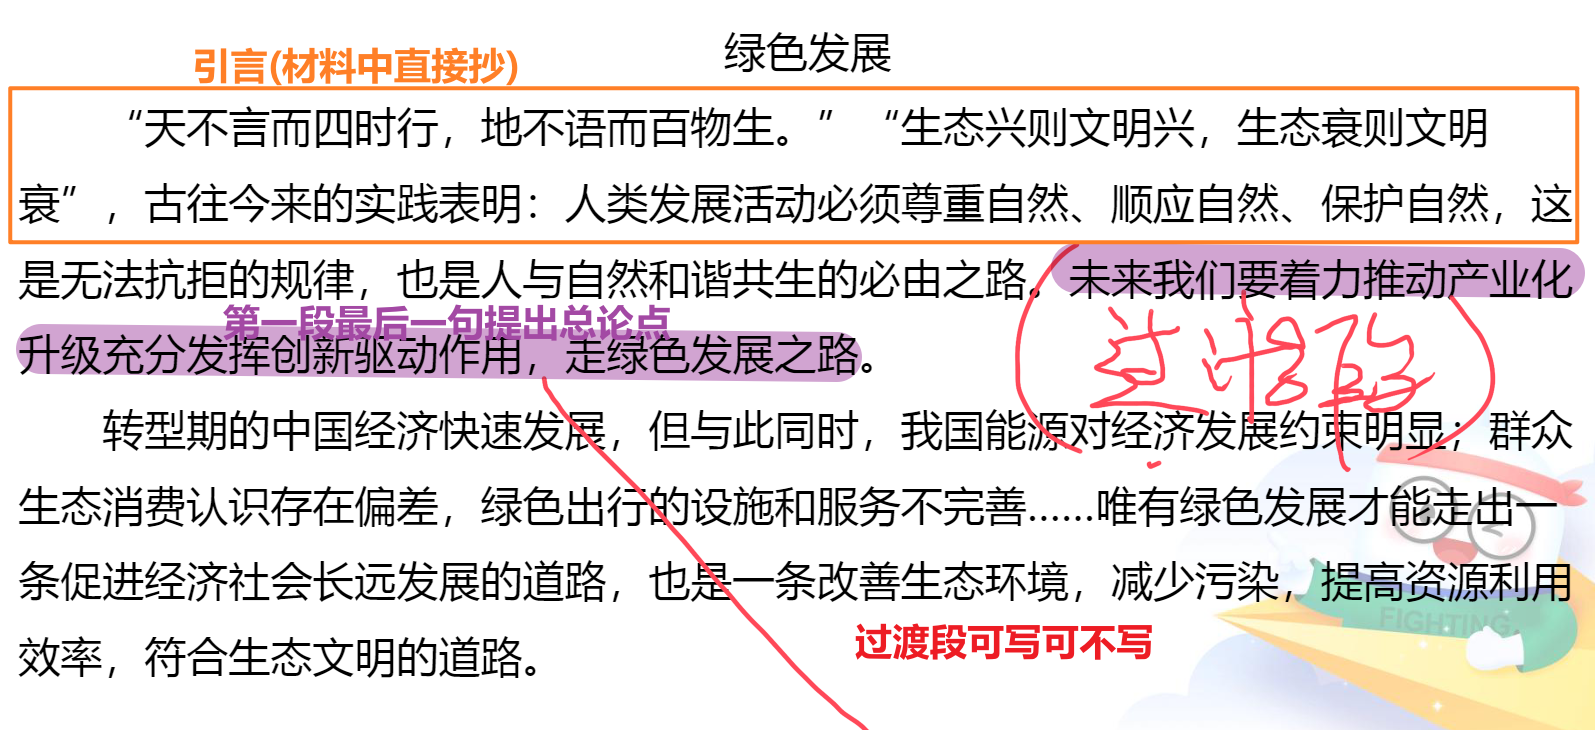 绿色发展
引言(材料中直接抄)
“天不言而四时行，地不语而百物生。”“生态兴则文明兴，生态衰则文明
衰”，古往今来的实践表明：人类发展活动必须尊重自然、顺应自然、保护自然，这
是无法抗拒的规律，也是人与自然和谐共生的必由之路。未来我们要着力推动产业化
第一段最后一句提出总论点
升级充分发挥创新驱动作用，走绿色发展之路。
过渡段
转型期的中国经济快速发展，但与此同时，我国能源对经济发展约束明显；群众
生态消费认识存在偏差，绿色出行的设施和服务不完善……唯有绿色发展才能走出一
条促进经济社会长远发展的道路，也是一条改善生态环境，减少污染，提高资源利用
FIGHTING
效率，符合生态文明的道路。
过渡段可写可不写